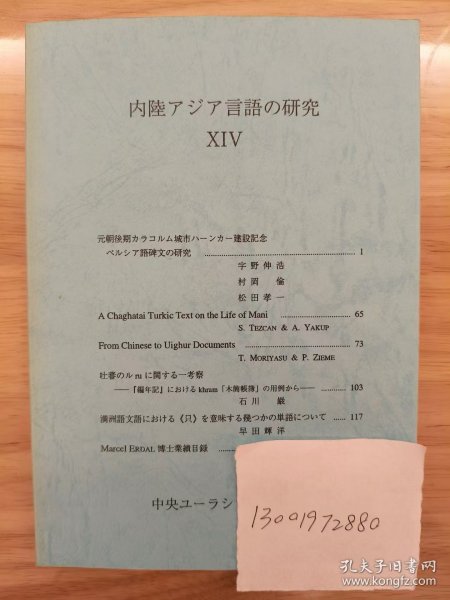 内陸アジア言語の研究
XIV
元朝後期カラコルム城市ハーンカー建設記念
ペルシア語碑文の研究 ........ 1
宇野伸浩
村岡 倫
松田孝一
A Chaghatai Turkic Text on the Life of Mani ........ 65
S. TEZCAN & A. YAKUP
From Chinese to Uighur Documents ........ 73
T. MORIYASU & P. ZIEME
吐蕃のル ru に関する一考察
——『編年記』における khram「木簡帳簿」の用例から—— ........ 103
石川 巖
満洲語文語における《只》を意味する幾つかの単語について ...... 117
早田輝洋
Marcel ERDAL 博士業績目録 ........
中央ユーラシ
13001972880
孔夫子旧书网
www.kongfz.com